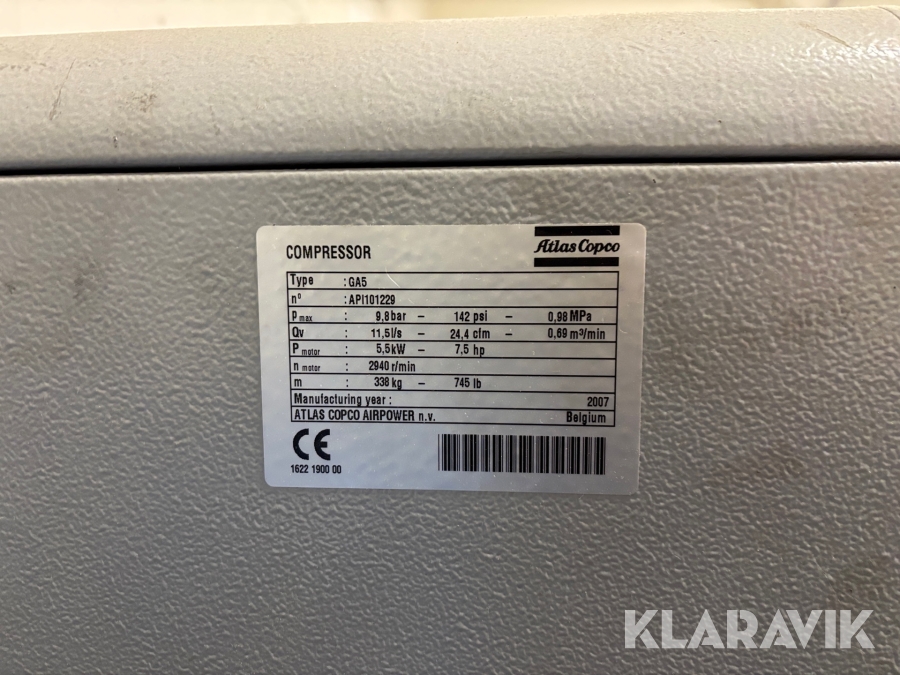 COMPRESSOR
Atlas Copco
Type : GA5
n° : API101229
P max : 9,8 bar – 142 psi – 0,98 MPa
Qv : 11,5 l/s – 24,4 cfm – 0,69 m³/min
P motor : 5,5 kW – 7,5 hp
n motor : 2940 r/min
m : 338 kg – 745 lb
Manufacturing year : 2007
ATLAS COPCO AIRPOWER n.v. Belgium
CE
1622 1900 00
KLARAVIK